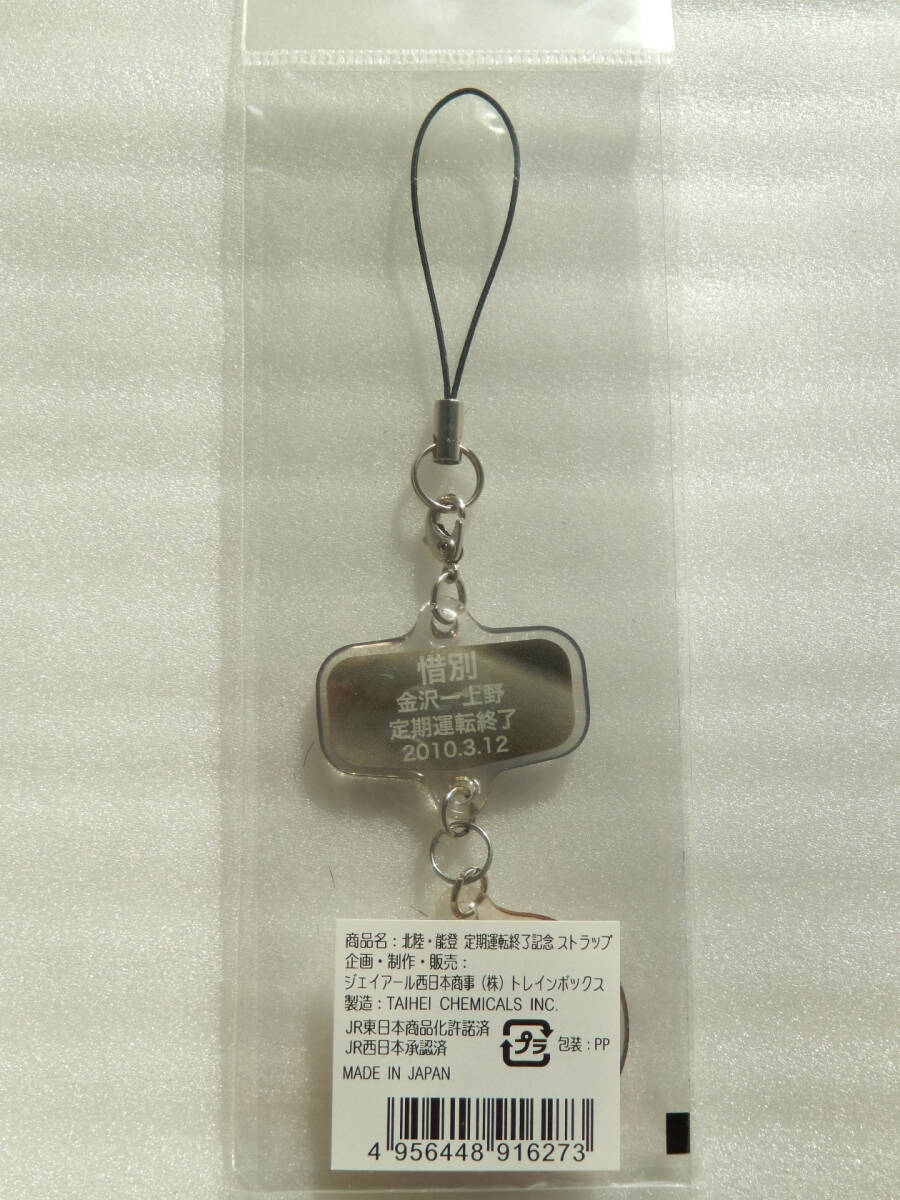 惜別
金沢ー上野
定期運転終了
2010.3.12
商品名：北陸・能登 定期運転終了記念 ストラップ
企画・制作・販売：
ジェイアール西日本商事（株）トレインボックス
製造：TAIHEI CHEMICALS INC.
JR東日本商品化許諾済
JR西日本承認済
プラ 包装：PP
MADE IN JAPAN
4 956448 916273